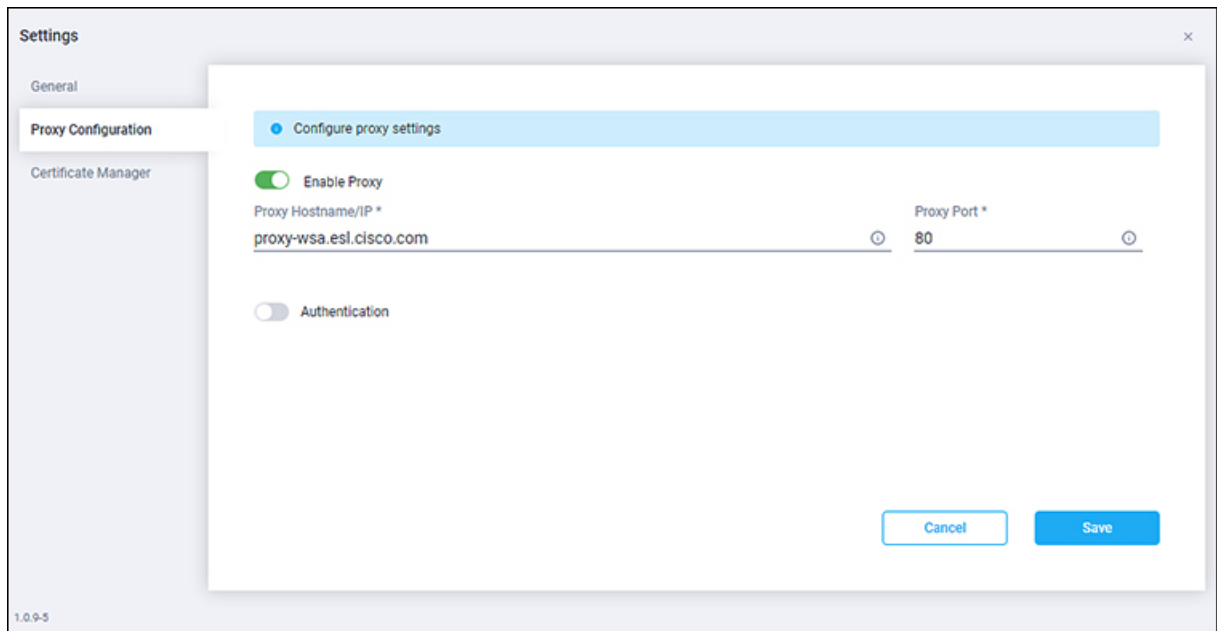 Settings
General
Proxy Configuration
Certificate Manager
Configure proxy settings
Enable Proxy
Proxy Hostname/IP * Proxy Port *
proxy-wsa.esl.cisco.com 80
Authentication
Cancel Save
1.0.9-5